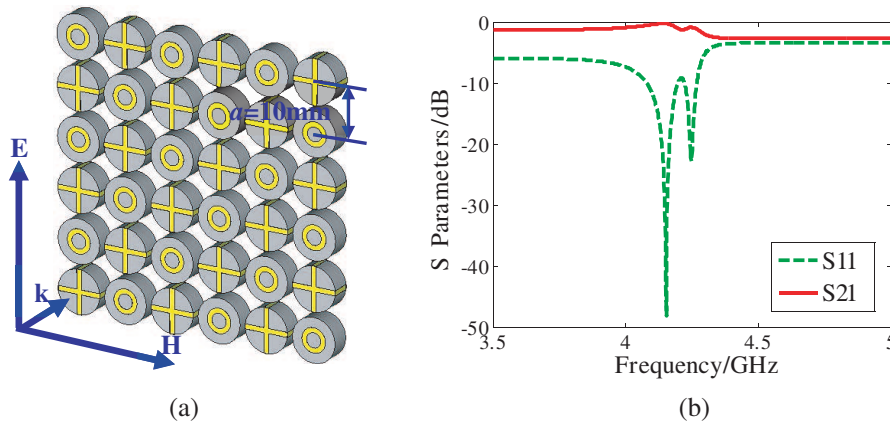 E
k
H
a=10mm
(a)
S Parameters/dB
0
-10
-20
-30
-40
-50
3.5
4
4.5
5
Frequency/GHz
S11
S21
(b)